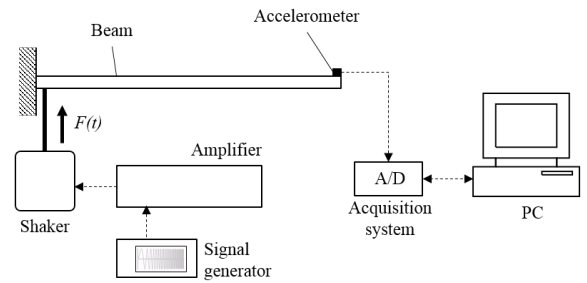 Accelerometer
Beam
F(t)
Amplifier
A/D
Shaker
Acquisition
system
PC
Signal
generator